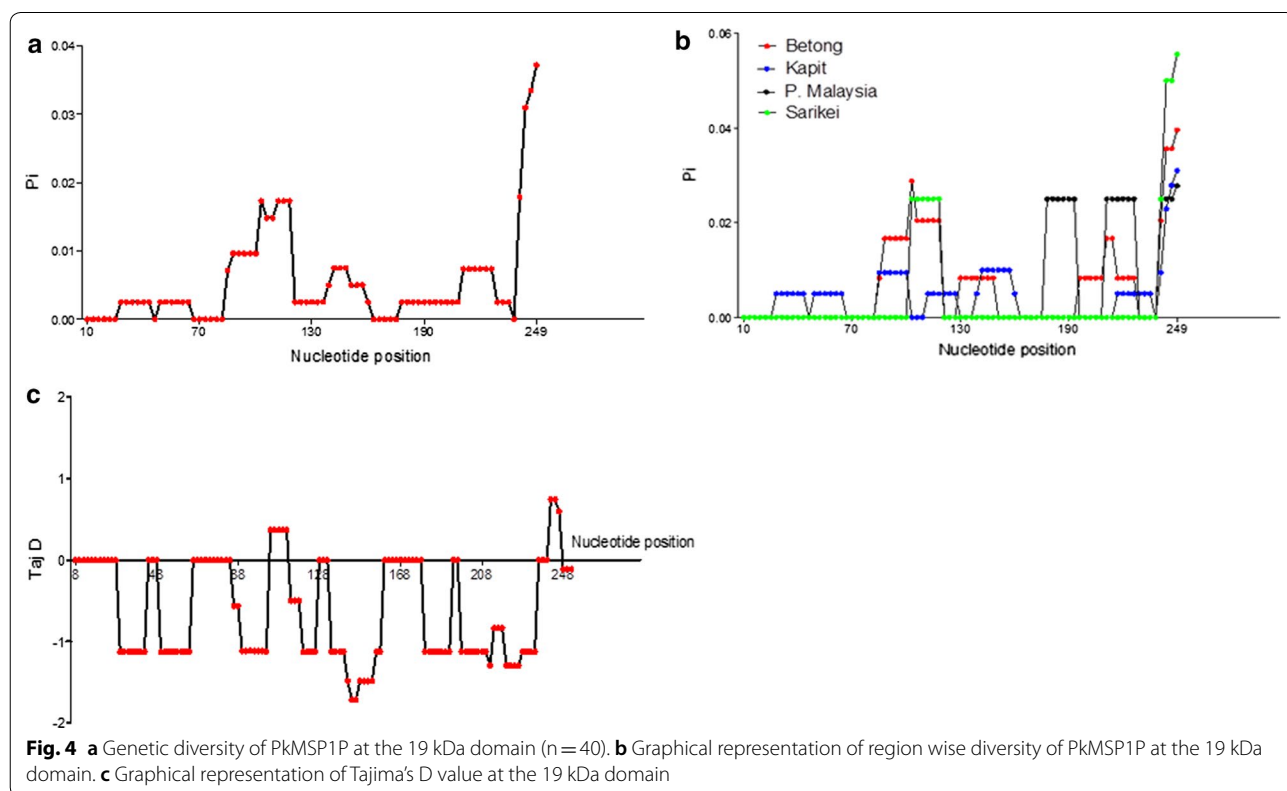 a
0.04
0.03
0.02
0.01
0.00
Pi
10 70 130 190 249
Nucleotide position
b
Betong
Kapit
P. Malaysia
Sarikei
0.06
0.04
0.02
0.00
Pi
10 70 130 190 249
Nucleotide position
c
2
1
0
-1
-2
Taj D
Nucleotide position
8 48 88 128 168 208 248
Fig. 4 a Genetic diversity of PkMSP1P at the 19 kDa domain (n = 40). b Graphical representation of region wise diversity of PkMSP1P at the 19 kDa
domain. c Graphical representation of Tajima's D value at the 19 kDa domain